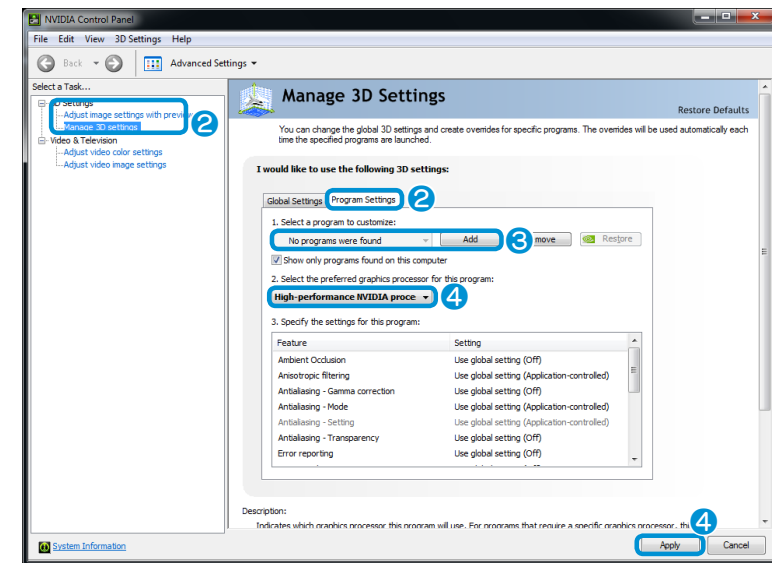 NVIDIA Control Panel
File Edit View 3D Settings Help
Back Advanced Settings
Select a Task...
3D Settings
Adjust image settings with preview
Manage 3D settings
2
Video & Television
Adjust video color settings
Adjust video image settings
Manage 3D Settings
Restore Defaults
You can change the global 3D settings and create overrides for specific programs. The overrides will be used automatically each
time the specified programs are launched.
I would like to use the following 3D settings:
Global Settings Program Settings 2
1. Select a program to customize:
No programs were found Add 3 move Restore
Show only programs found on this computer
2. Select the preferred graphics processor for this program:
High-performance NVIDIA proce 4
3. Specify the settings for this program:
Feature Setting
Ambient Occlusion Use global setting (Off)
Anisotropic filtering Use global setting (Application-controlled)
Antialiasing - Gamma correction Use global setting (Off)
Antialiasing - Mode Use global setting (Application-controlled)
Antialiasing - Setting Use global setting (Application-controlled)
Antialiasing - Transparency Use global setting (Off)
Error reporting Use global setting (Off)
Description:
Indicates which graphics processor this program will use. For programs that require a specific graphics processor,
4
System Information
Apply Cancel